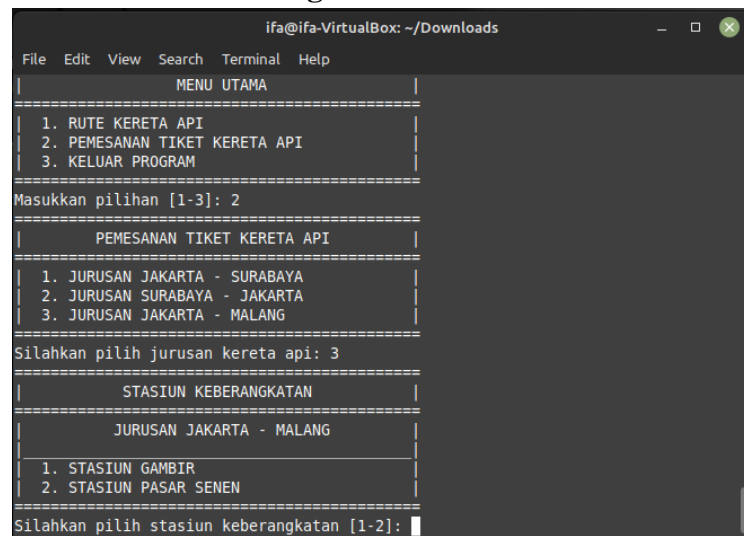 ifa@ifa-VirtualBox: ~/Downloads
File Edit View Search Terminal Help
| MENU UTAMA |
=============================================
| 1. RUTE KERETA API |
| 2. PEMESANAN TIKET KERETA API |
| 3. KELUAR PROGRAM |
=============================================
Masukkan pilihan [1-3]: 2
=============================================
| PEMESANAN TIKET KERETA API |
=============================================
| 1. JURUSAN JAKARTA - SURABAYA |
| 2. JURUSAN SURABAYA - JAKARTA |
| 3. JURUSAN JAKARTA - MALANG |
=============================================
Silahkan pilih jurusan kereta api: 3
=============================================
| STASIUN KEBERANGKATAN |
=============================================
| JURUSAN JAKARTA - MALANG |
|___________________________________________|
| 1. STASIUN GAMBIR |
| 2. STASIUN PASAR SENEN |
=============================================
Silahkan pilih stasiun keberangkatan [1-2]: